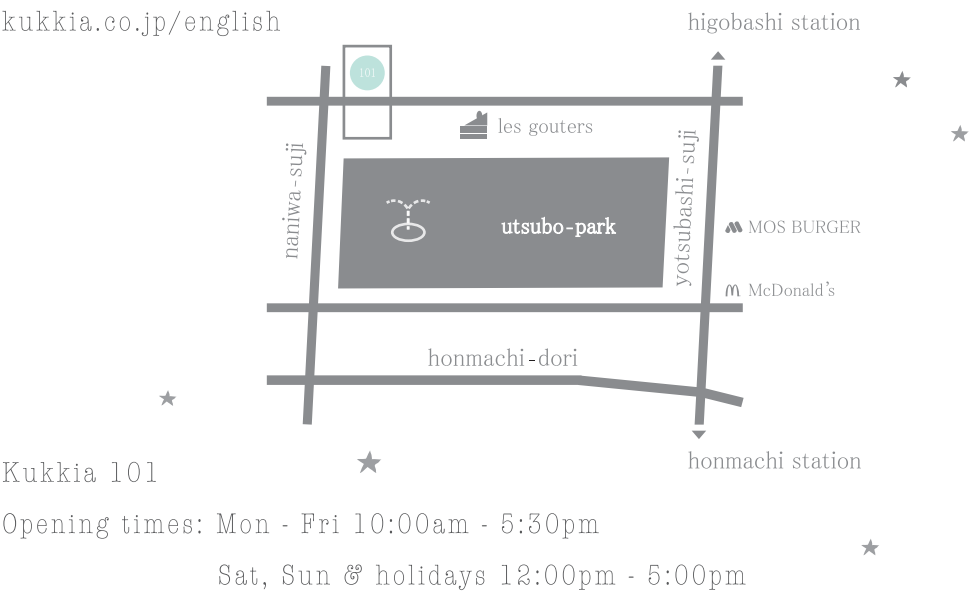 kukkia.co.jp/english
higobashi station
101
les gouters
naniwa-suji
yotsubashi-suji
utsubo-park
MOS BURGER
McDonald's
honmachi-dori
honmachi station
Kukkia 101
Opening times: Mon - Fri 10:00am - 5:30pm
Sat, Sun & holidays 12:00pm - 5:00pm